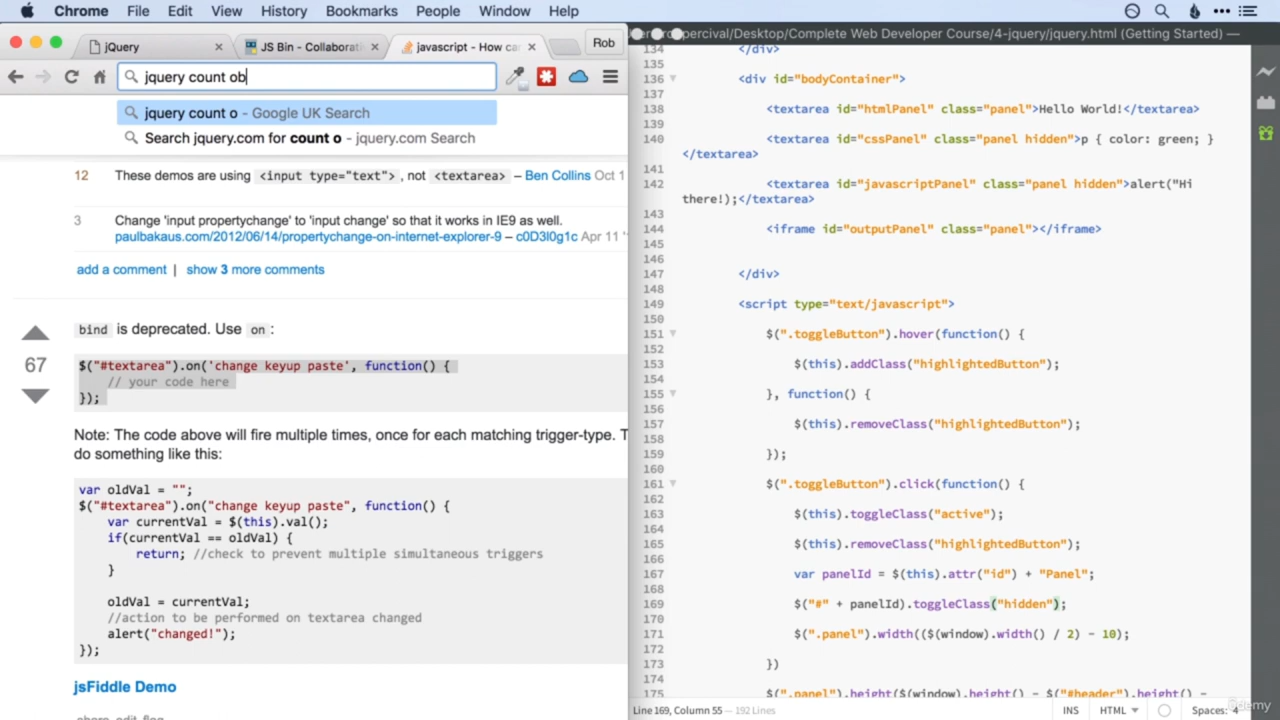 Chrome File Edit View History Bookmarks People Window Help
jQuery
JS Bin - Collaborati
javascript - How ca
Rob
percival/Desktop/Complete Web Developer Course/4-jquery/jquery.html (Getting Started) —
jquery count ob
jquery count o - Google UK Search
Search jquery.com for count o - jquery.com Search
12 These demos are using <input type="text">, not <textarea> – Ben Collins Oct 1
3 Change 'input propertychange' to 'input change' so that it works in IE9 as well.
paulbakaus.com/2012/06/14/propertychange-on-internet-explorer-9 – c0D3l0g1c Apr 11 '
add a comment | show 3 more comments
bind is deprecated. Use on :
67
$("#textarea").on('change keyup paste', function() {
// your code here
});
Note: The code above will fire multiple times, once for each matching trigger-type. T
do something like this:
var oldVal = "";
$("#textarea").on("change keyup paste", function() {
var currentVal = $(this).val();
if(currentVal == oldVal) {
return; //check to prevent multiple simultaneous triggers
}
oldVal = currentVal;
//action to be performed on textarea changed
alert("changed!");
});
jsFiddle Demo
share edit flag
134 </div>
135
136 <div id="bodyContainer">
137
138 <textarea id="htmlPanel" class="panel">Hello World!</textarea>
139
140 <textarea id="cssPanel" class="panel hidden">p { color: green; }
</textarea>
141
142 <textarea id="javascriptPanel" class="panel hidden">alert("Hi
there!);</textarea>
143
144 <iframe id="outputPanel" class="panel"></iframe>
145
146
147 </div>
148
149 <script type="text/javascript">
150
151 $(".toggleButton").hover(function() {
152
153 $(this).addClass("highlightedButton");
154
155 }, function() {
156
157 $(this).removeClass("highlightedButton");
158
159 });
160
161 $(".toggleButton").click(function() {
162
163 $(this).toggleClass("active");
164
165 $(this).removeClass("highlightedButton");
166
167 var panelId = $(this).attr("id") + "Panel";
168
169 $("#" + panelId).toggleClass("hidden");
170
171 $(".panel").width(($(window).width() / 2) - 10);
172
173 })
174
175 $(".panel").height($(window).height() - $("#header").height() -
Line 169, Column 55 — 192 Lines
INS HTML Spaces: 4
Udemy